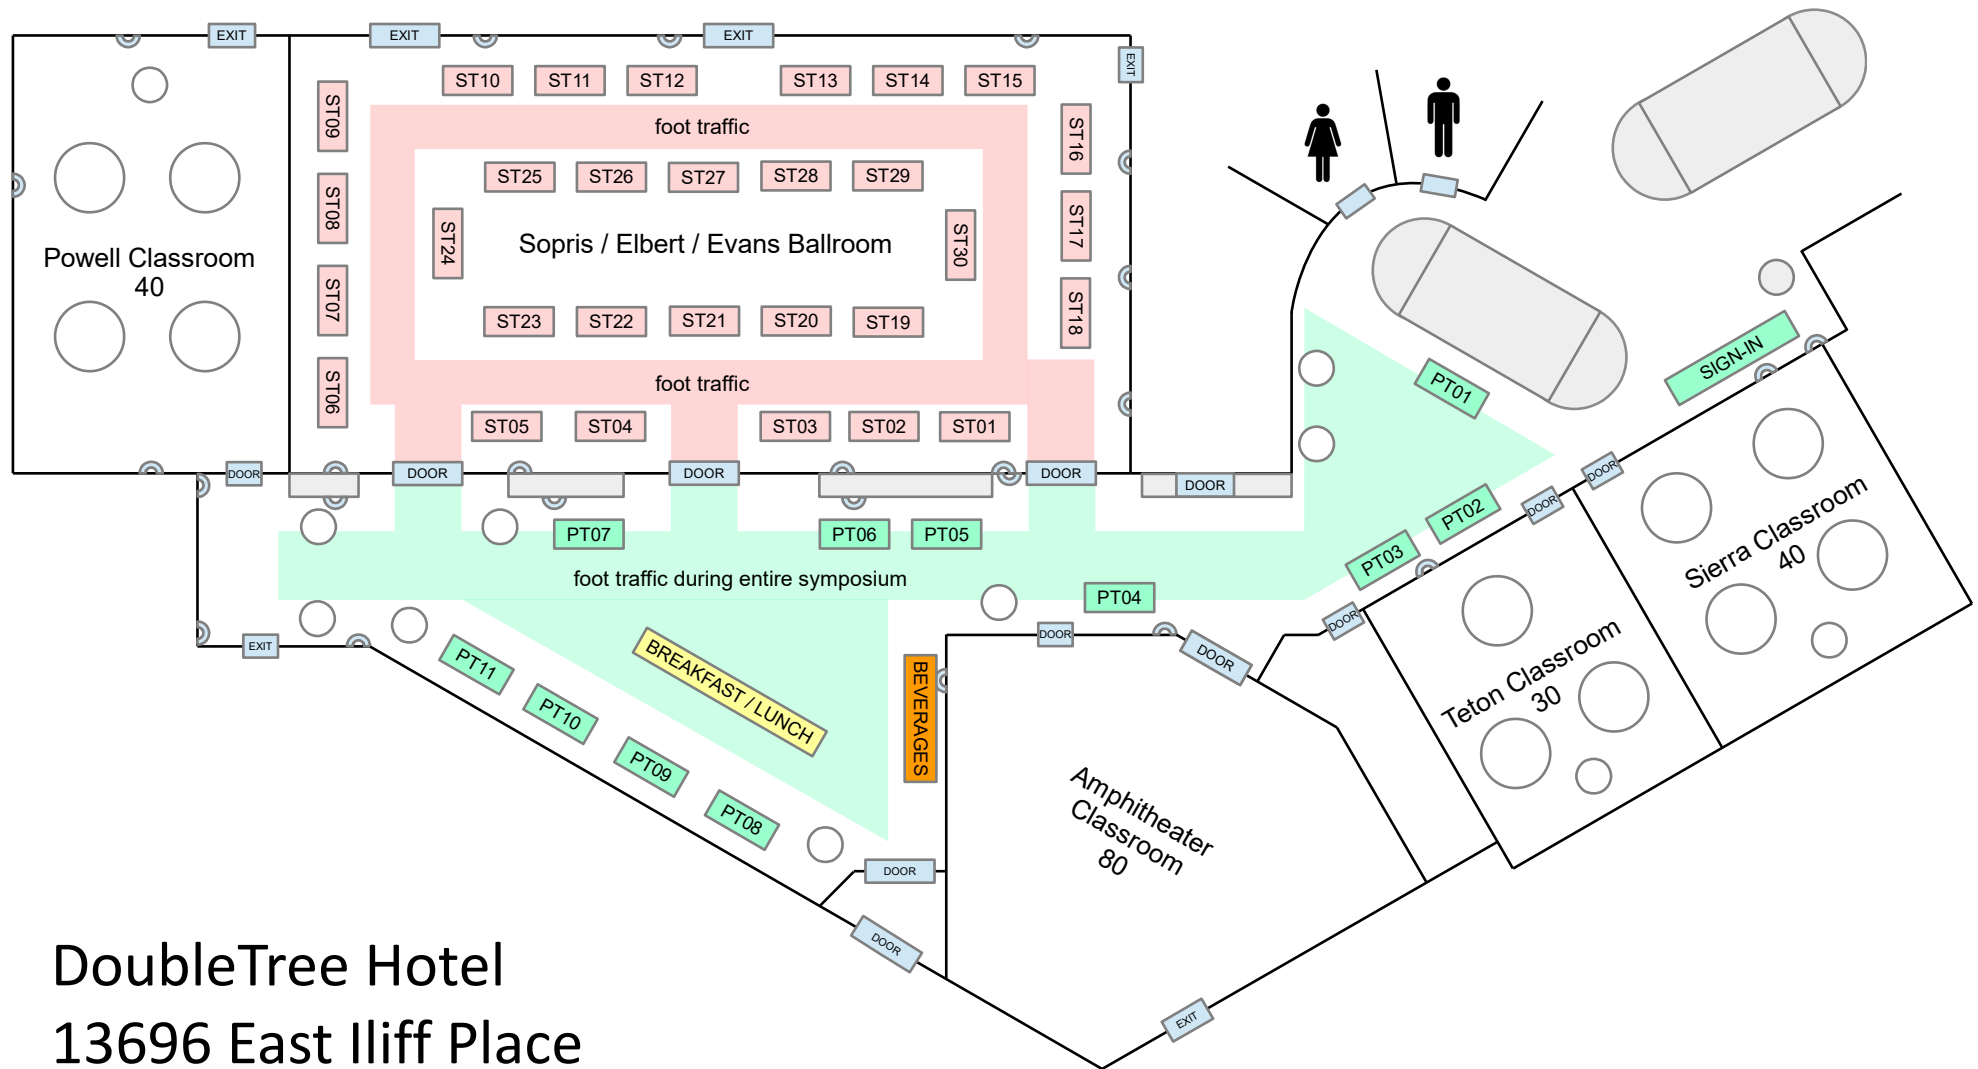 EXIT
EXIT
EXIT
EXIT
ST10
ST11
ST12
ST13
ST14
ST15
ST09
ST08
ST07
ST06
foot traffic
ST16
ST17
ST18
ST25
ST26
ST27
ST28
ST29
ST24
Sopris / Elbert / Evans Ballroom
ST30
Powell Classroom
40
ST23
ST22
ST21
ST20
ST19
foot traffic
ST05
ST04
ST03
ST02
ST01
DOOR
DOOR
DOOR
DOOR
DOOR
SIGN-IN
PT01
PT02
PT03
DOOR
DOOR
DOOR
Sierra Classroom
40
Teton Classroom
30
PT07
PT06
PT05
foot traffic during entire symposium
PT04
EXIT
DOOR
DOOR
PT11
PT10
PT09
PT08
BREAKFAST / LUNCH
BEVERAGES
Amphitheater
Classroom
80
DOOR
DOOR
EXIT
DoubleTree Hotel
13696 East Iliff Place